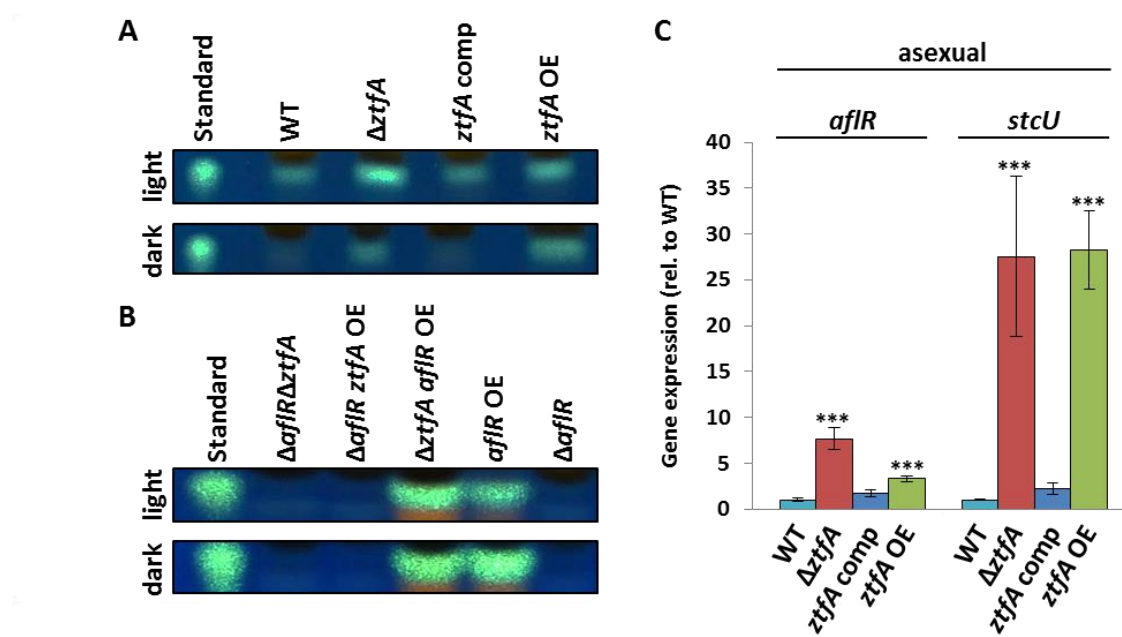 A
Standard
WT
ΔztfA
ztfA comp
ztfA OE
light
dark
B
Standard
ΔaflRΔztfA
ΔaflR ztfA OE
ΔztfA aflR OE
aflR OE
ΔaflR
light
dark
C
asexual
aflR
stcU
Gene expression (rel. to WT)
40
35
30
25
20
15
10
5
0
***
***
***
***
WT
ΔztfA
ztfA comp
ztfA OE
WT
ΔztfA
ztfA comp
ztfA OE